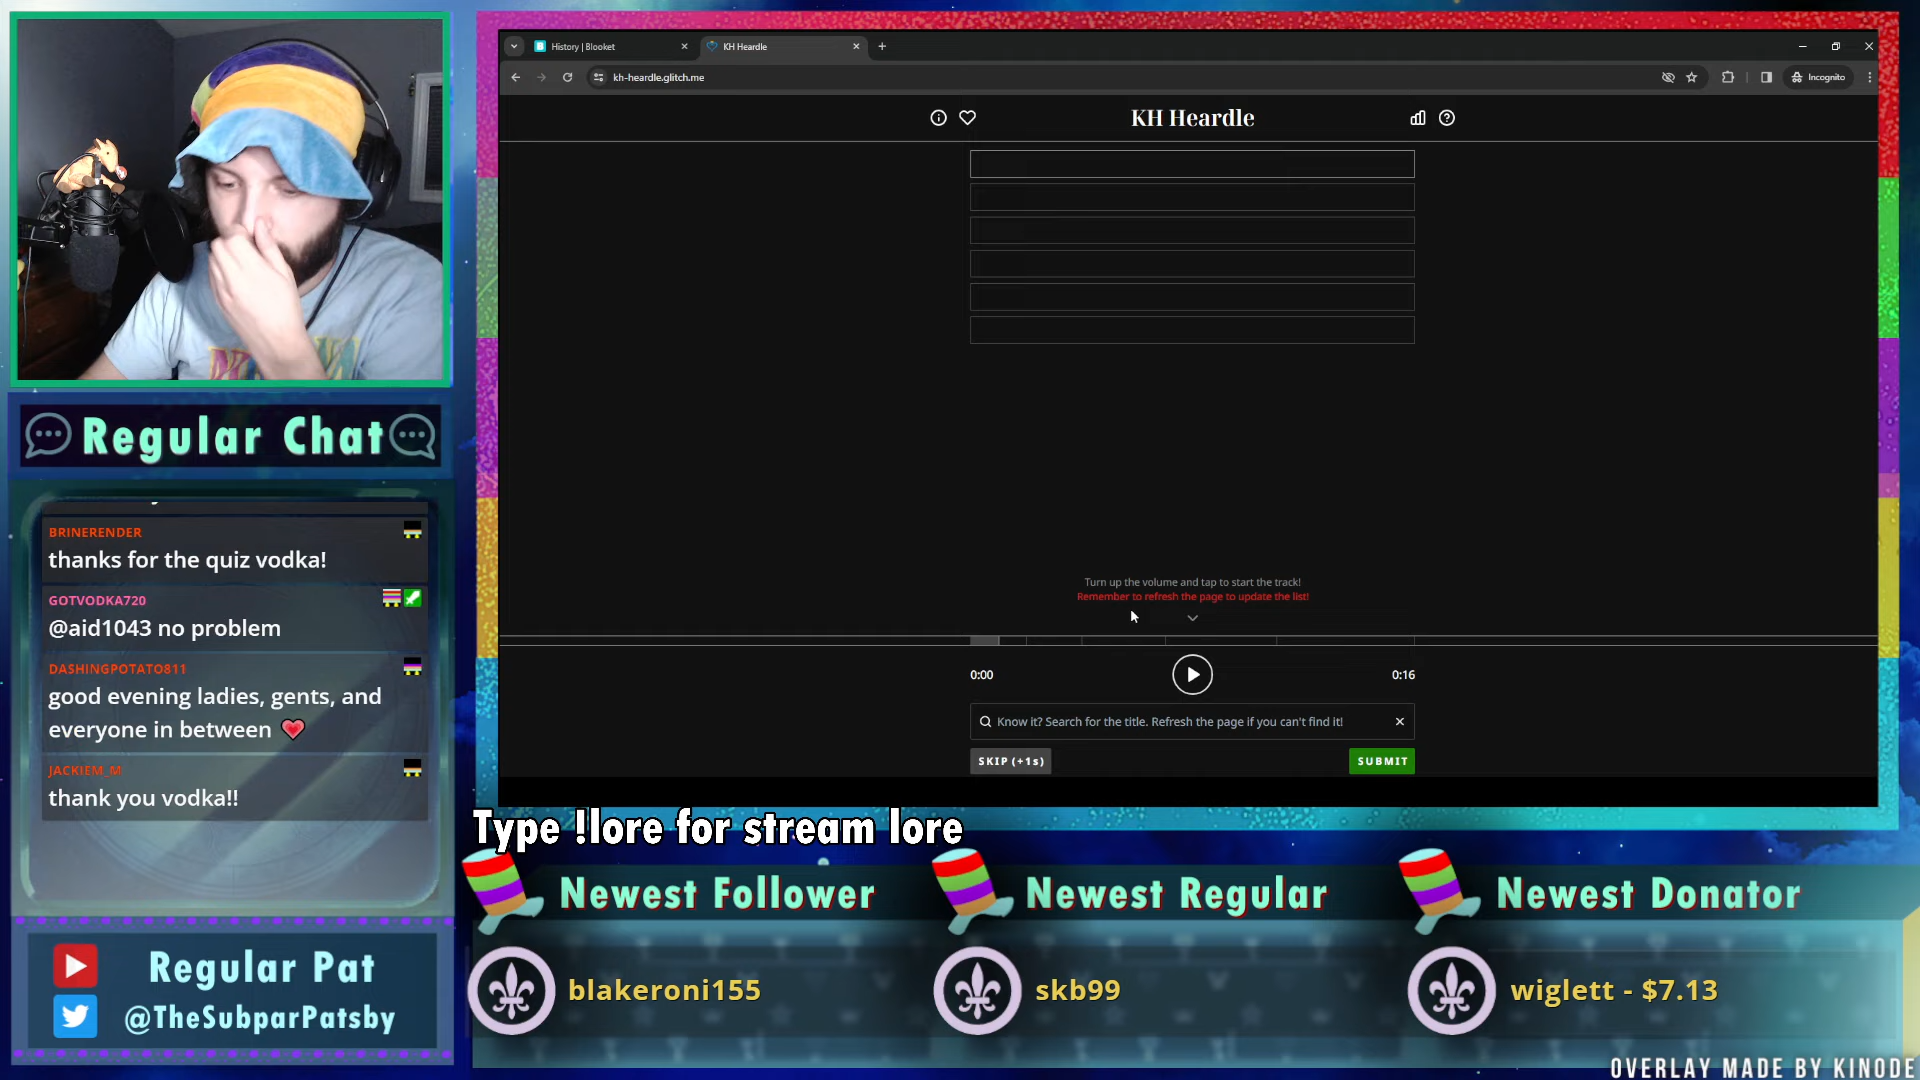 History | Blooket
KH Heardle
kh-heardle.glitch.me
Incognito
KH Heardle
Turn up the volume and tap to start the track!
Remember to refresh the page to update the list!
0:00
0:16
Know it? Search for the title. Refresh the page if you can't find it!
SKIP (+1s)
SUBMIT
Regular Chat
BRINERENDER
thanks for the quiz vodka!
GOTVODKA720
@aid1043 no problem
DASHINGPOTATO811
good evening ladies, gents, and
everyone in between
JACKIEM_M
thank you vodka!!
Regular Pat
@TheSubparPatsby
Type !lore for stream lore
Newest Follower
blakeroni155
Newest Regular
skb99
Newest Donator
wiglett - $7.13
OVERLAY MADE BY KINODE